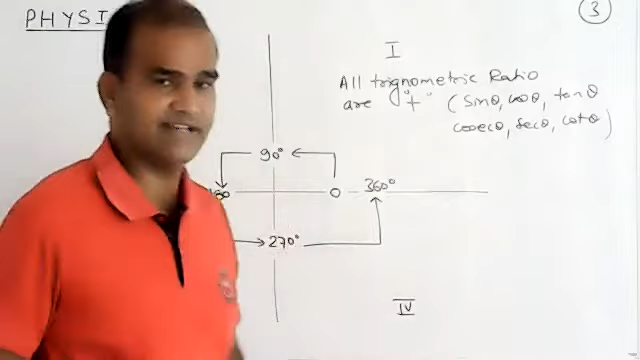 PHYSI
3
I
All trignometric Ratio
are "+" (sinθ, cosθ, tanθ
cosecθ, secθ, cotθ)
90°
0
360°
270°
IV